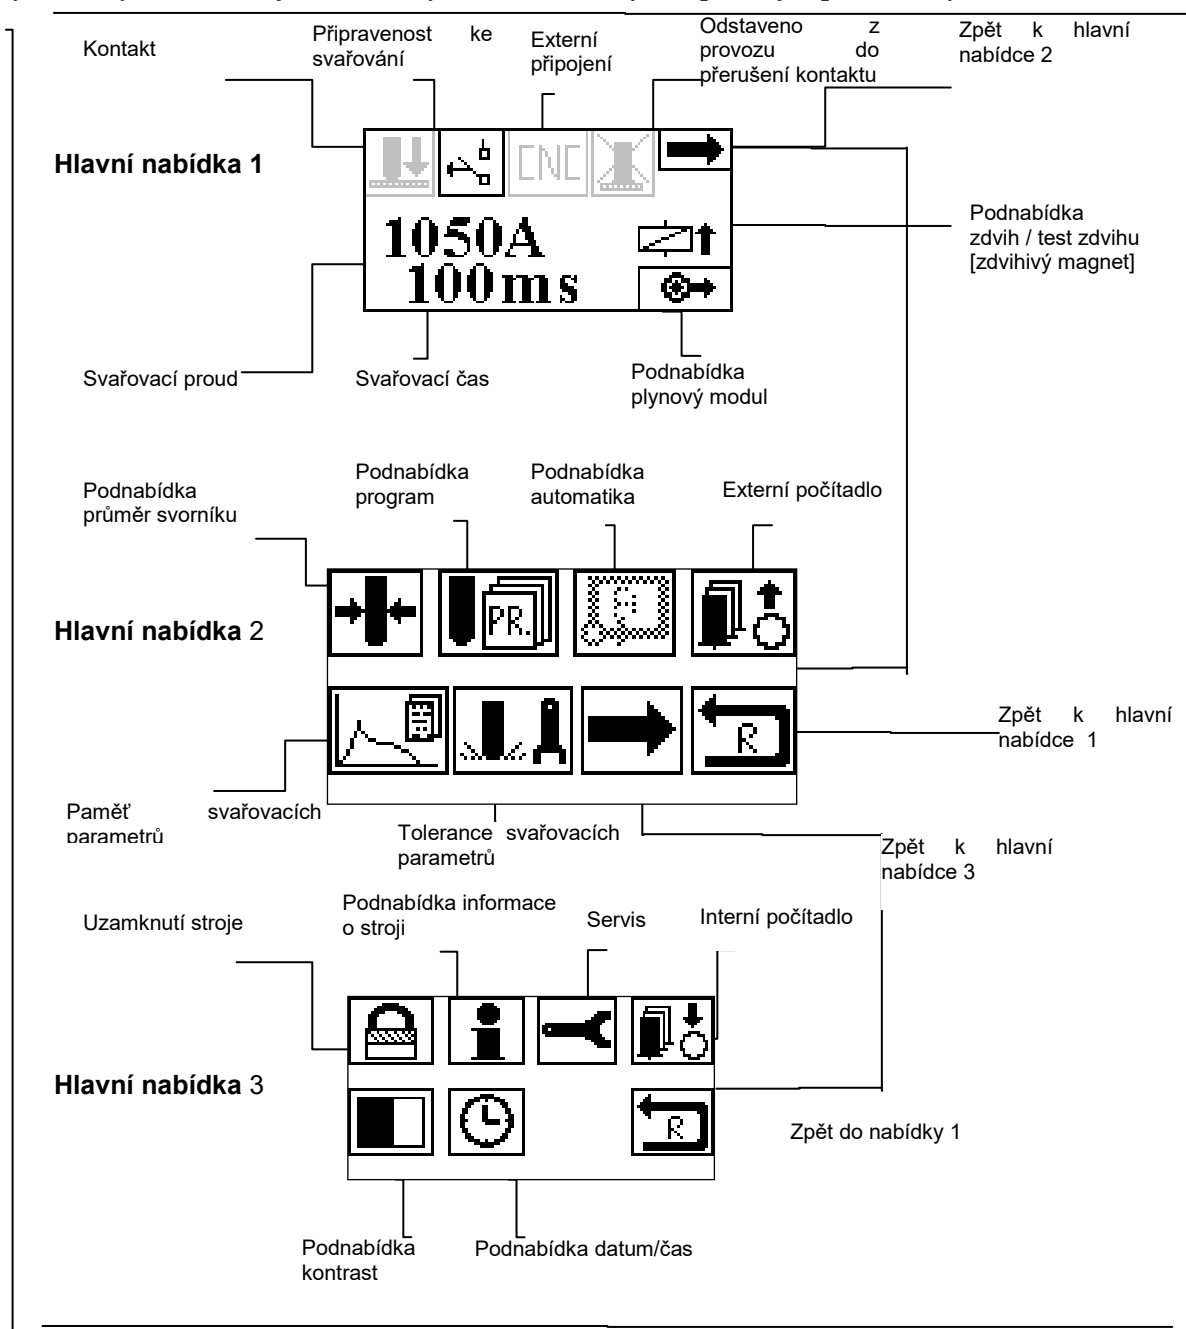 Kontakt
Připravenost ke
svařování
Externí
připojení
Odstaveno z
provozu do
přerušení kontaktu
Zpět k hlavní
nabídce 2
Hlavní nabídka 1
CNC
1050A
100ms
Podnabídka
zdvih / test zdvihu
[zdvihivý magnet]
Svařovací proud
Svařovací čas
Podnabídka
plynový modul
Podnabídka
průměr svorníku
Podnabídka
program
Podnabídka
automatika
Externí počítadlo
Hlavní nabídka 2
PR.
R
Zpět k hlavní
nabídce 1
Paměť svařovacích
parametrů
Tolerance svařovacích
parametrů
Zpět k hlavní
nabídce 3
Uzamknutí stroje
Podnabídka informace
o stroji
Servis
Interní počítadlo
Hlavní nabídka 3
R
Zpět do nabídky 1
Podnabídka
kontrast
Podnabídka datum/čas